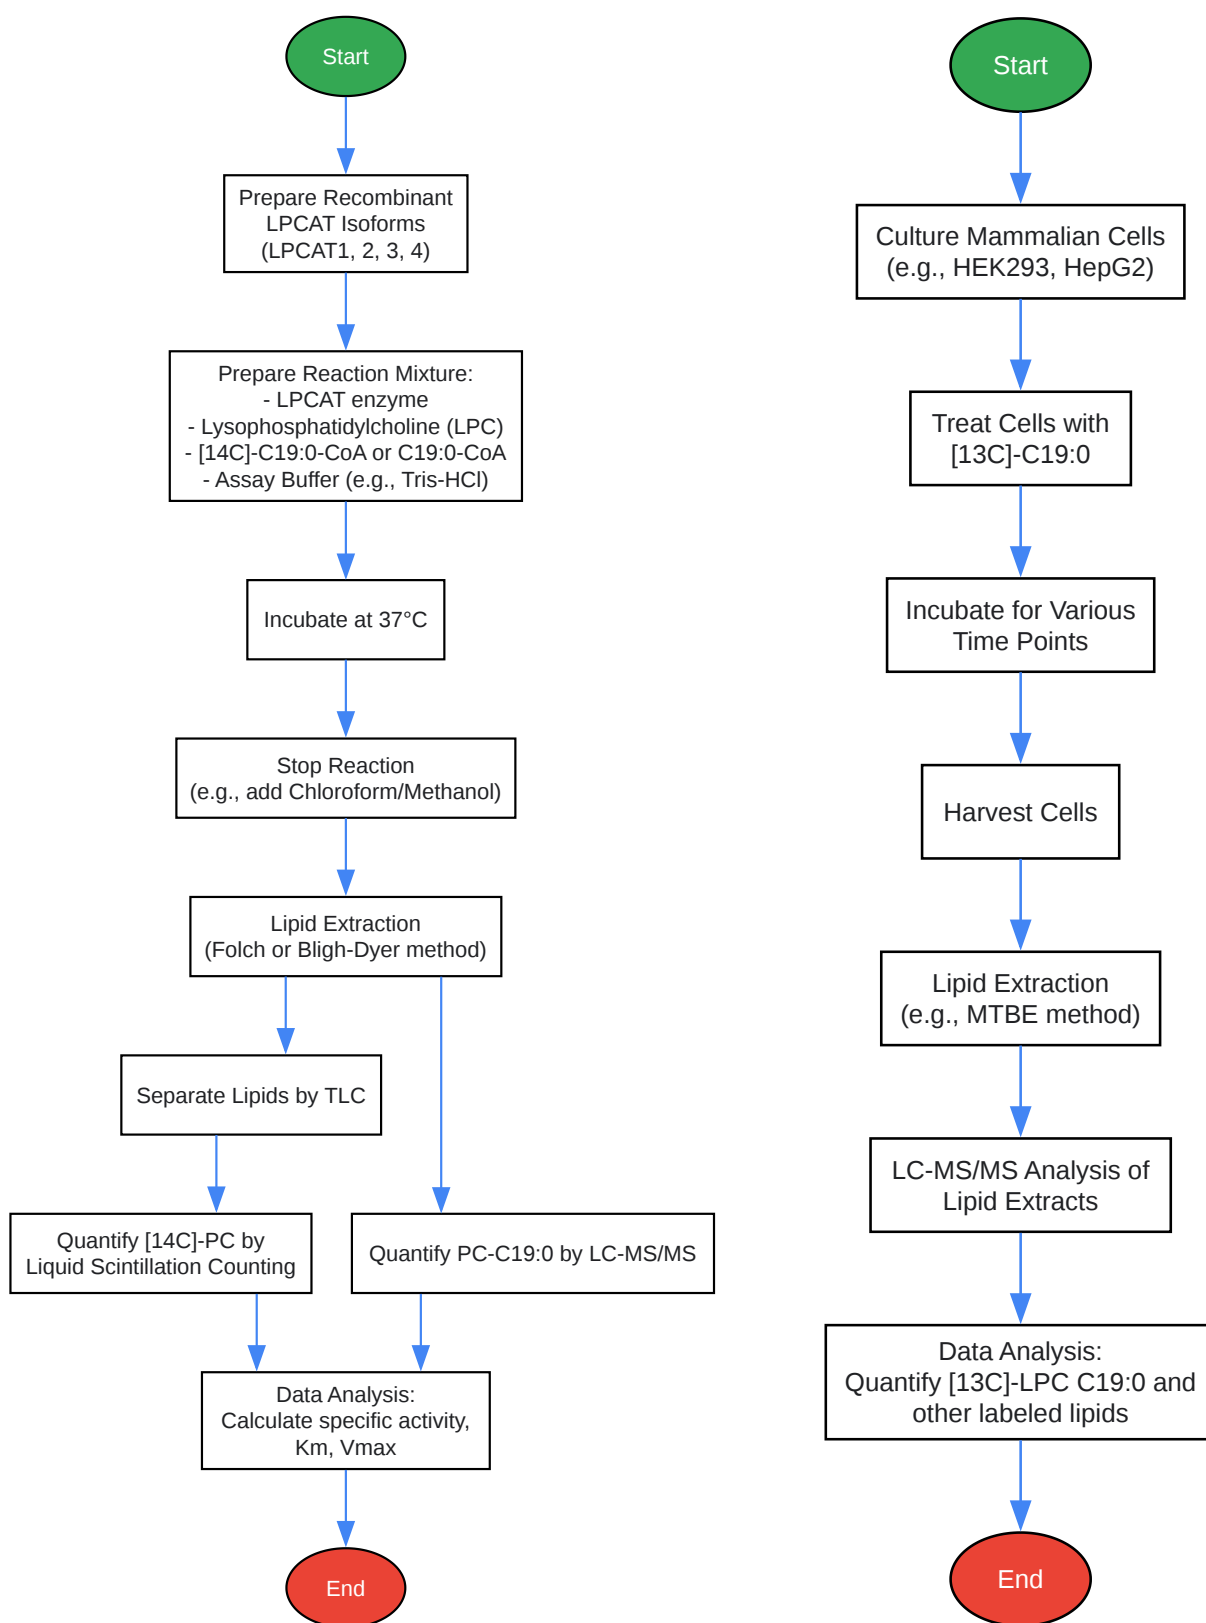 Start
Prepare Recombinant
LPCAT Isoforms
(LPCAT1, 2, 3, 4)
Prepare Reaction Mixture:
- LPCAT enzyme
- Lysophosphatidylcholine (LPC)
- [14C]-C19:0-CoA or C19:0-CoA
- Assay Buffer (e.g., Tris-HCl)
Incubate at 37°C
Stop Reaction
(e.g., add Chloroform/Methanol)
Lipid Extraction
(Folch or Bligh-Dyer method)
Separate Lipids by TLC
Quantify [14C]-PC by
Liquid Scintillation Counting
Quantify PC-C19:0 by LC-MS/MS
Data Analysis:
Calculate specific activity,
Km, Vmax
End
Start
Culture Mammalian Cells
(e.g., HEK293, HepG2)
Treat Cells with
[13C]-C19:0
Incubate for Various
Time Points
Harvest Cells
Lipid Extraction
(e.g., MTBE method)
LC-MS/MS Analysis of
Lipid Extracts
Data Analysis:
Quantify [13C]-LPC C19:0 and
other labeled lipids
End